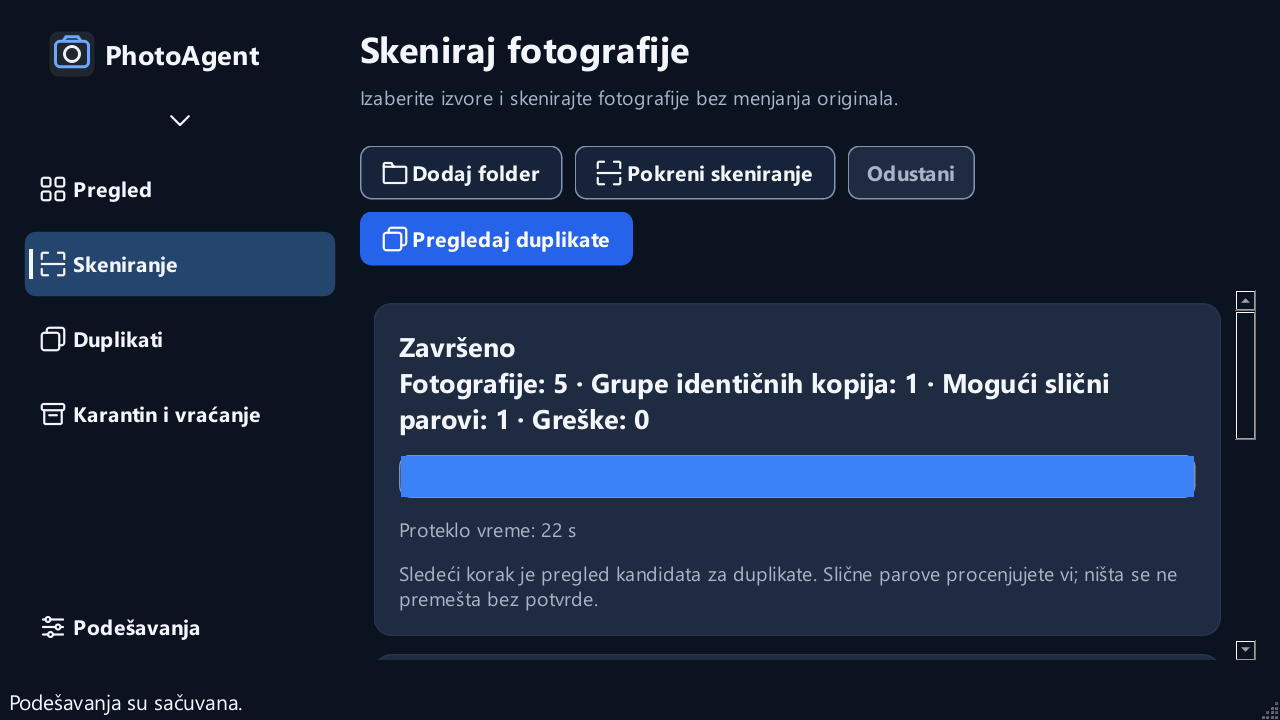 PhotoAgent
Pregled
Skeniranje
Duplikati
Karantin i vraćanje
Podešavanja
Skeniraj fotografije
Izaberite izvore i skenirajte fotografije bez menjanja originala.
Dodaj folder
Pokreni skeniranje
Odustani
Pregledaj duplikate
Završeno
Fotografije: 5 · Grupe identičnih kopija: 1 · Mogući slični
parovi: 1 · Greške: 0
Proteklo vreme: 22 s
Sledeći korak je pregled kandidata za duplikate. Slične parove procenjujete vi; ništa se ne
premešta bez potvrde.
Podešavanja su sačuvana.